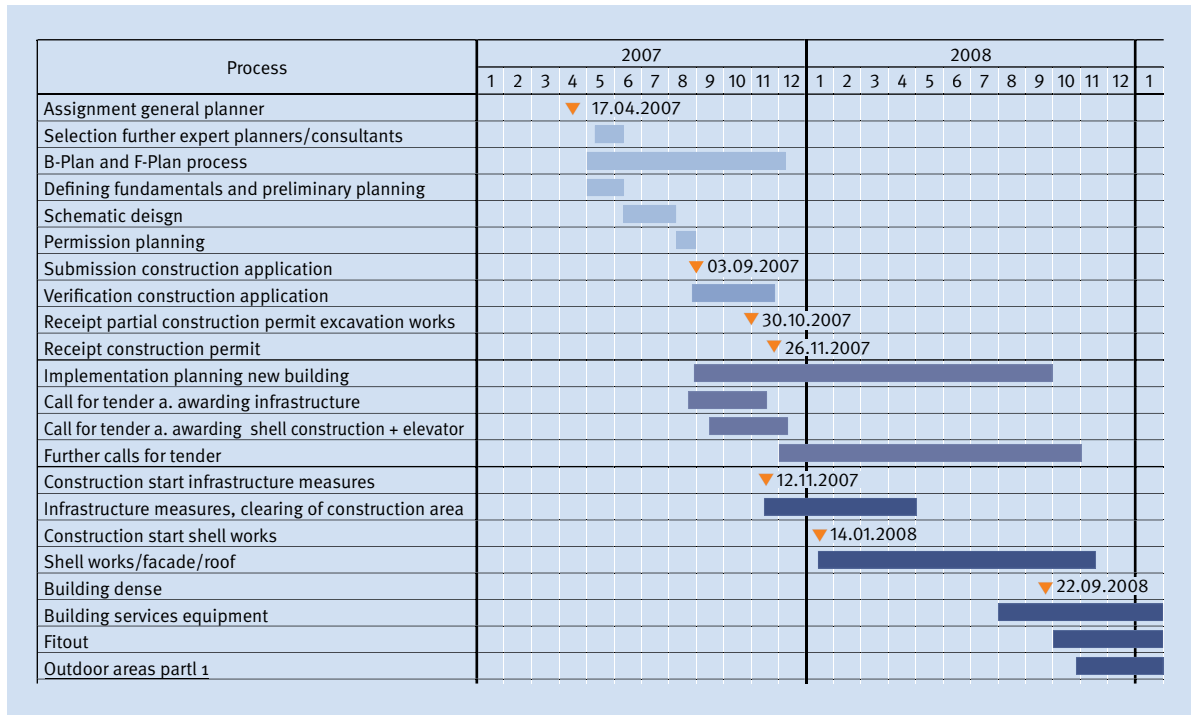 Process
2007 2008
1 2 3 4 5 6 7 8 9 10 11 12 1 2 3 4 5 6 7 8 9 10 11 12 1
Assignment general planner 17.04.2007
Selection further expert planners/consultants
B-Plan and F-Plan process
Defining fundamentals and preliminary planning
Schematic deisgn
Permission planning
Submission construction application 03.09.2007
Verification construction application
Receipt partial construction permit excavation works 30.10.2007
Receipt construction permit 26.11.2007
Implementation planning new building
Call for tender a. awarding infrastructure
Call for tender a. awarding shell construction + elevator
Further calls for tender
Construction start infrastructure measures 12.11.2007
Infrastructure measures, clearing of construction area
Construction start shell works 14.01.2008
Shell works/facade/roof
Building dense 22.09.2008
Building services equipment
Fitout
Outdoor areas partl 1